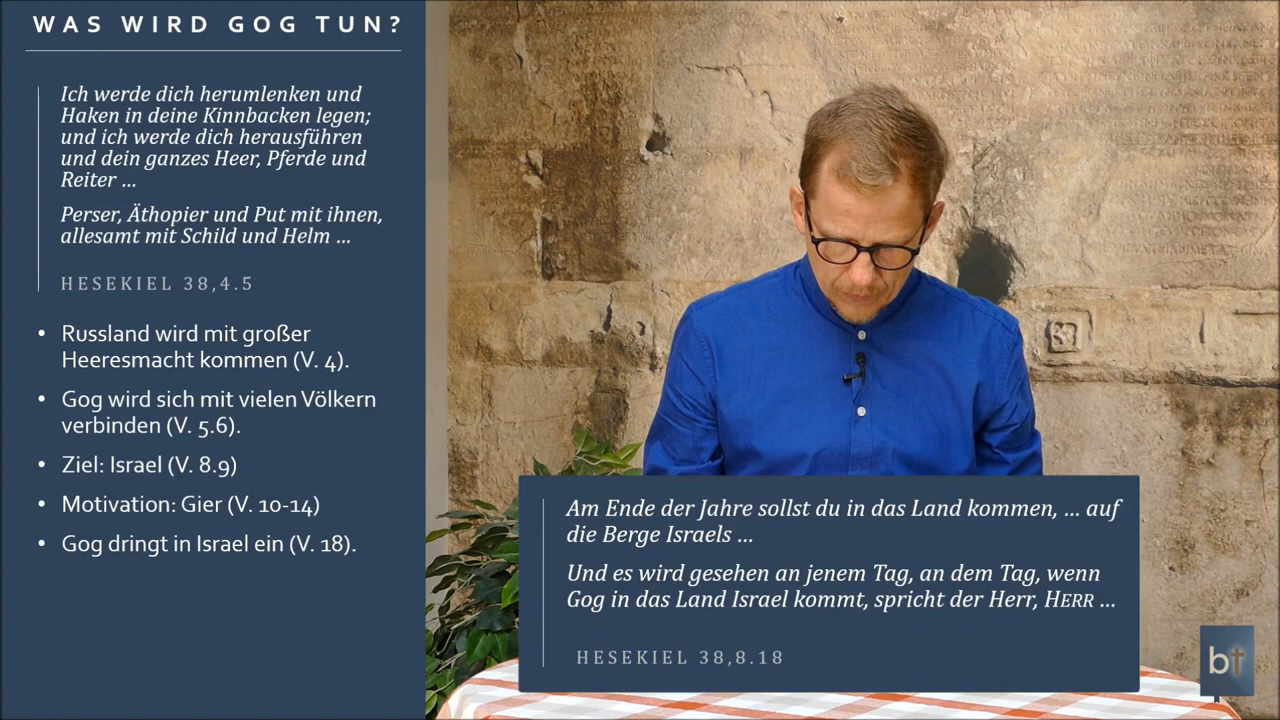 WAS WIRD GOG TUN?
Ich werde dich herumlenken und
Haken in deine Kinnbacken legen;
und ich werde dich herausführen
und dein ganzes Heer, Pferde und
Reiter ...
Perser, Äthopier und Put mit ihnen,
allesamt mit Schild und Helm ...
HESEKIEL 38,4.5
• Russland wird mit großer
Heeresmacht kommen (V. 4).
• Gog wird sich mit vielen Völkern
verbinden (V. 5.6).
• Ziel: Israel (V. 8.9)
• Motivation: Gier (V. 10-14)
• Gog dringt in Israel ein (V. 18).
Am Ende der Jahre sollst du in das Land kommen, ... auf
die Berge Israels ...
Und es wird gesehen an jenem Tag, an dem Tag, wenn
Gog in das Land Israel kommt, spricht der Herr, HERR ...
HESEKIEL 38,8.18
bt